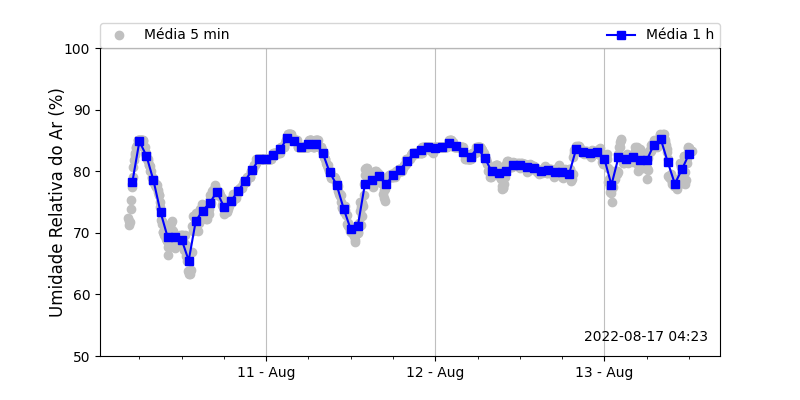 Média 5 min
Média 1 h
Umidade Relativa do Ar (%)
100
90
80
70
60
50
2022-08-17 04:23
11 - Aug
12 - Aug
13 - Aug